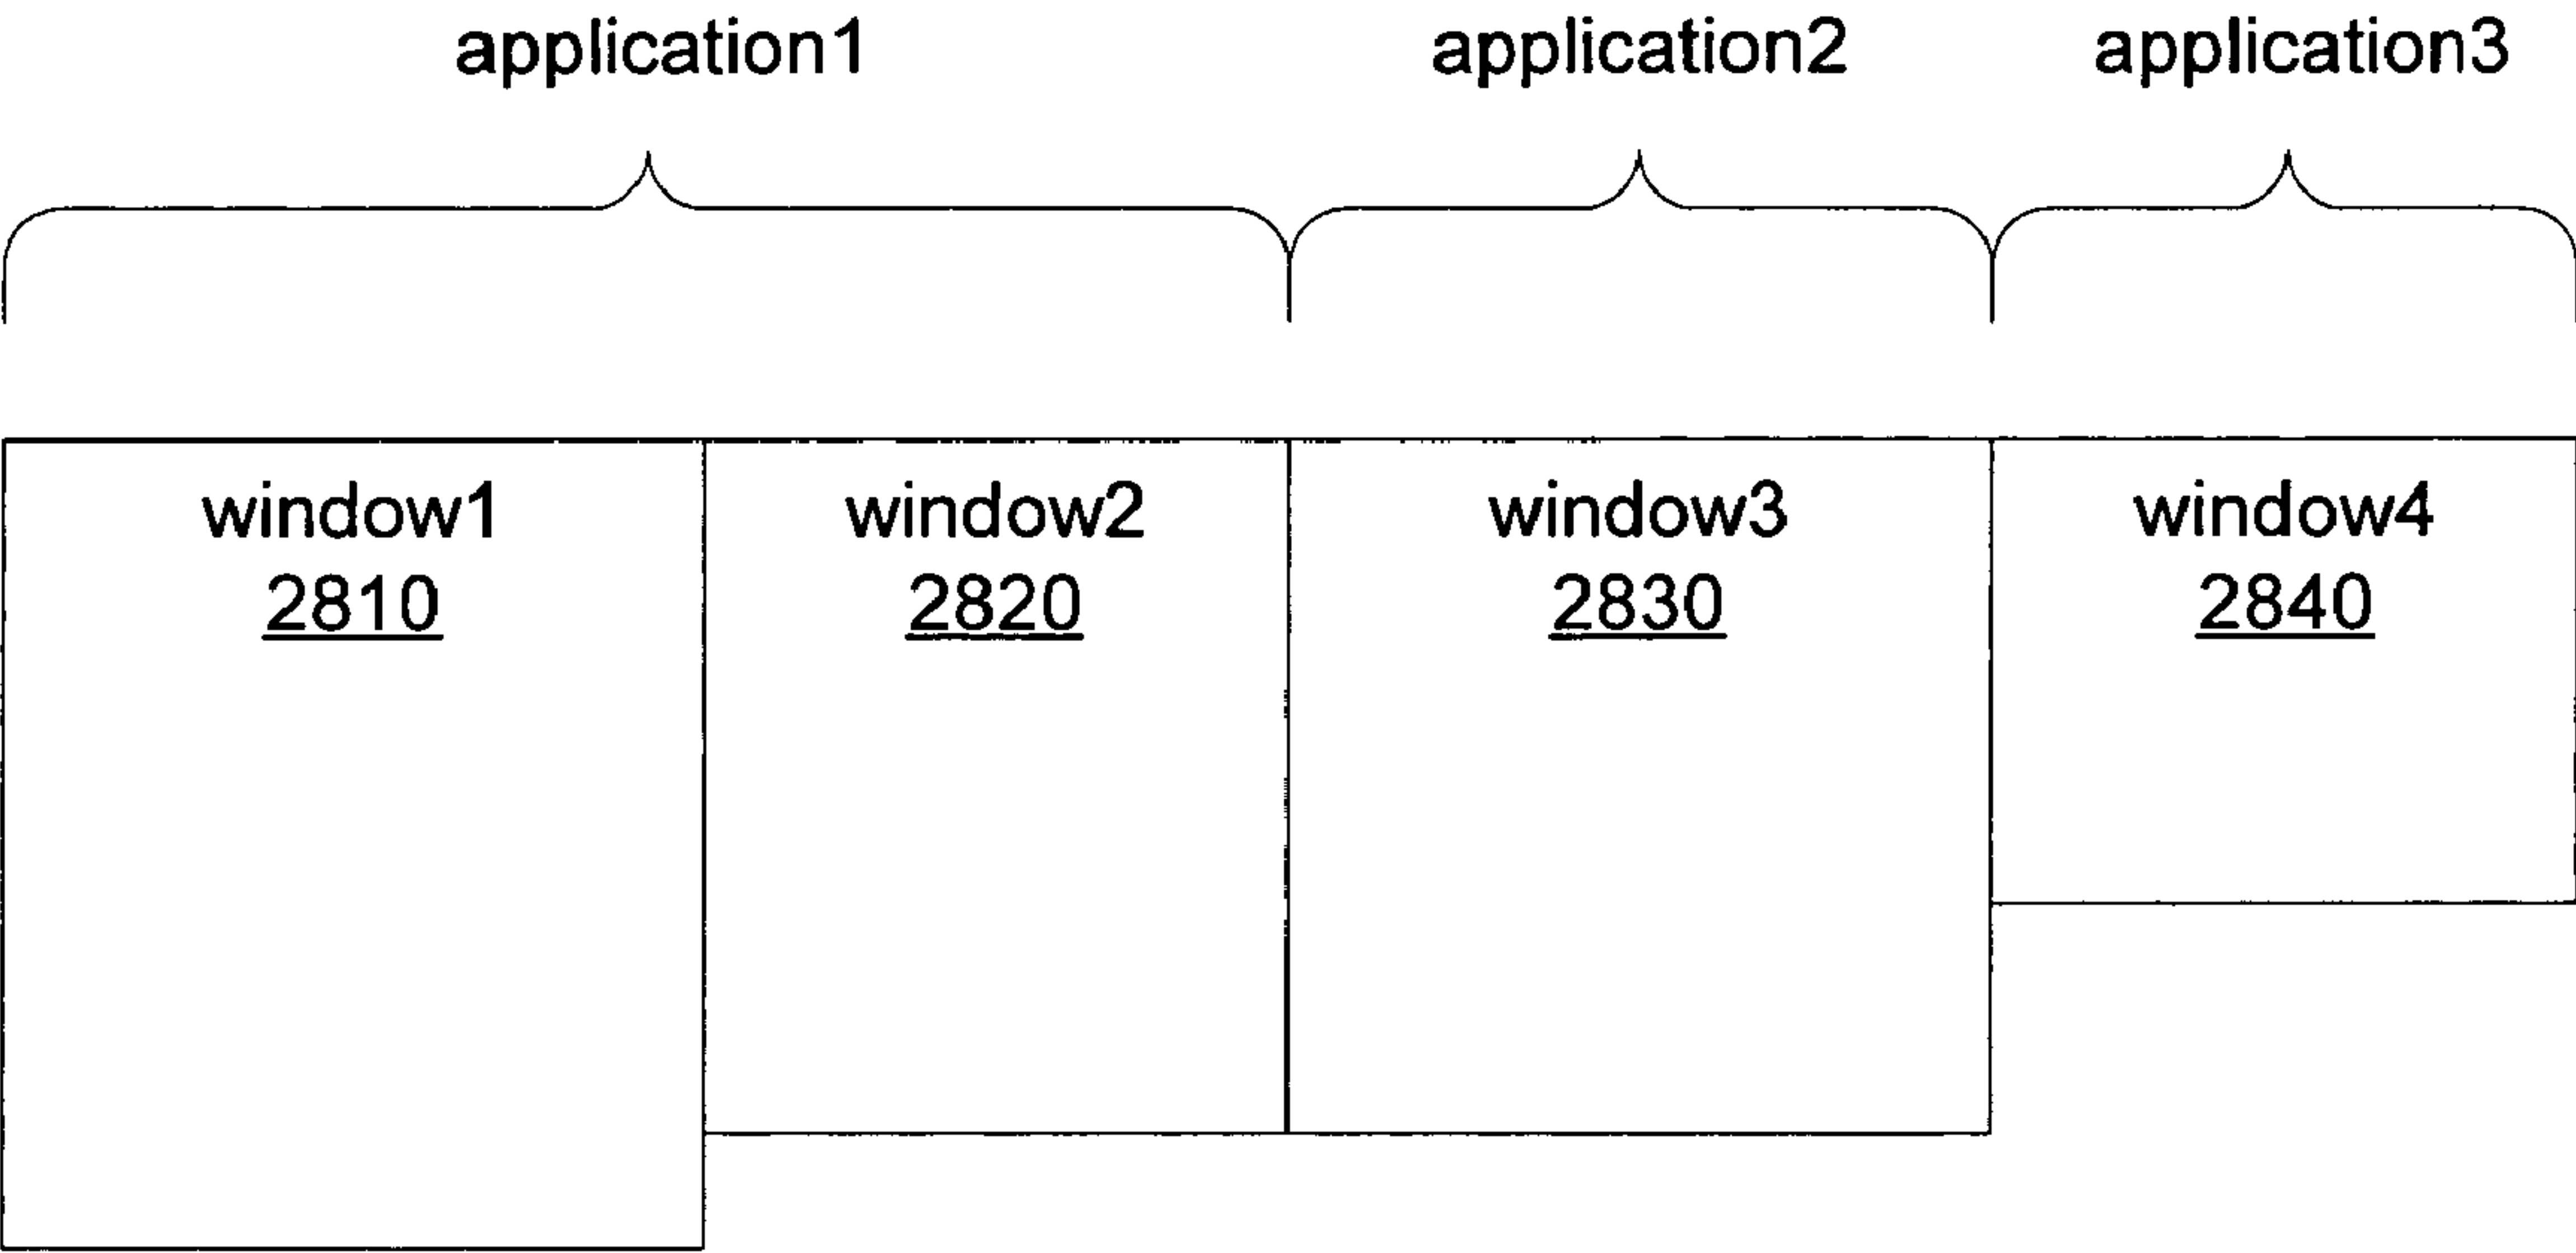 application1 application2 application3
window1 window2 window3 window4
2810 2820 2830 2840